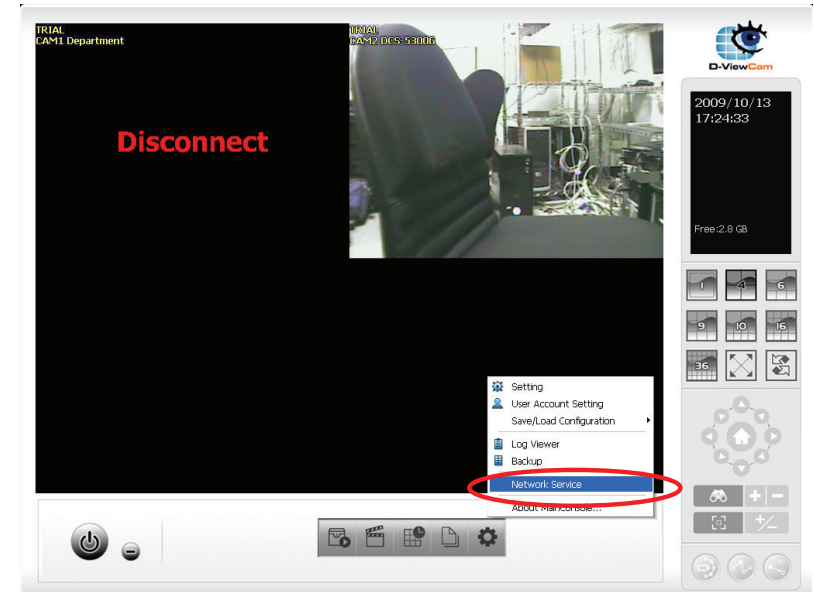 TRIAL
CAM1 Department
TRIAL
CAM2 DCS-5300G
Disconnect
D-ViewCam
2009/10/13
17:24:33
Free:2.8 GB
1
4
6
9
10
16
36
Setting
User Account Setting
Save/Load Configuration
Log Viewer
Backup
Network Service
About MainConsole...